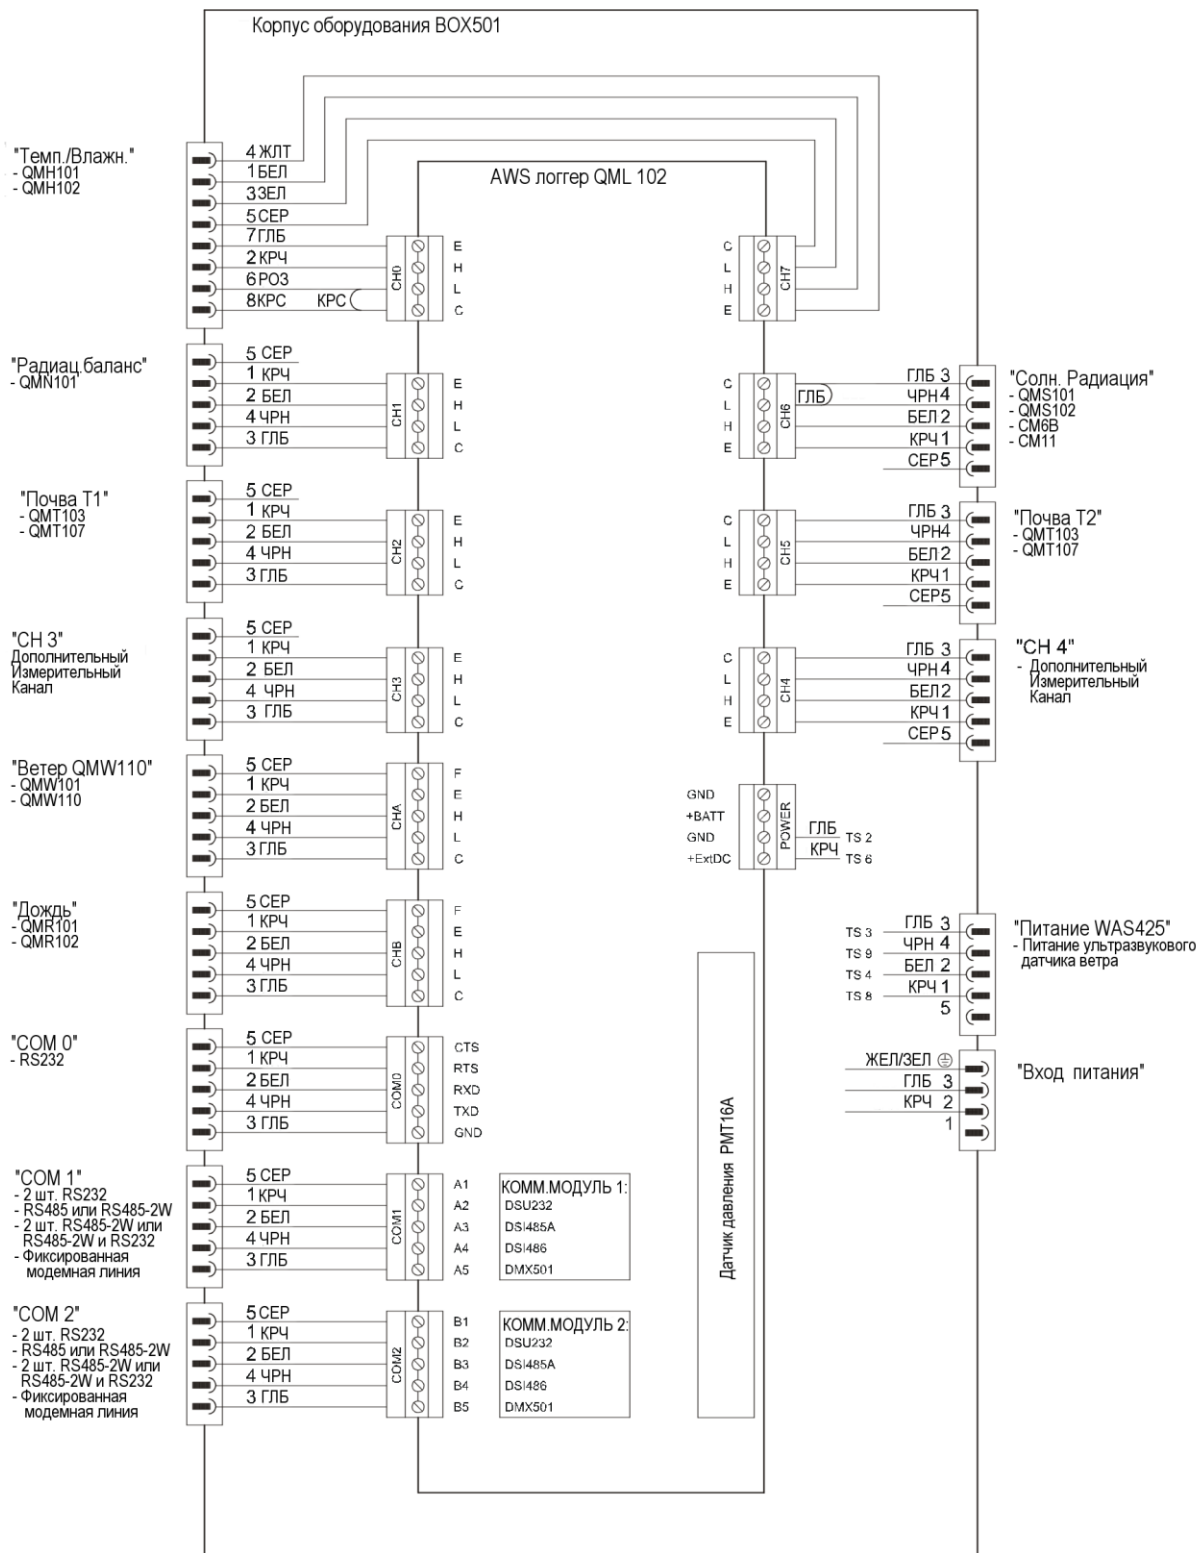 Корпус оборудования BOX501
AWS логгер QML 102
"Темп./Влажн."
- QMH101
- QMH102
4 ЖЛТ
1 БЕЛ
3 ЗЕЛ
5 СЕР
7 ГЛБ
2 КРЧ
6 РОЗ
8 КРС
КРС
CH0
E
H
L
C
C
L
H
E
CH7
"Радиац.баланс"
- QMN101
5 СЕР
1 КРЧ
2 БЕЛ
4 ЧРН
3 ГЛБ
CH1
E
H
L
C
C
L
H
E
CH6
ГЛБ
ГЛБ 3
ЧРН 4
БЕЛ 2
КРЧ 1
СЕР 5
"Солн. Радиация"
- QMS101
- QMS102
- CM6B
- CM11
"Почва Т1"
- QMT103
- QMT107
5 СЕР
1 КРЧ
2 БЕЛ
4 ЧРН
3 ГЛБ
CH2
E
H
L
C
C
L
H
E
CH5
ГЛБ 3
ЧРН4
БЕЛ 2
КРЧ 1
СЕР5
"Почва Т2"
- QMT103
- QMT107
"CH 3"
Дополнительный
Измерительный
Канал
5 СЕР
1 КРЧ
2 БЕЛ
4 ЧРН
3 ГЛБ
CH3
E
H
L
C
C
L
H
E
CH4
ГЛБ 3
ЧРН 4
БЕЛ 2
КРЧ 1
СЕР 5
"CH 4"
- Дополнительный
Измерительный
Канал
"Ветер QMW110"
- QMW101
- QMW110
5 СЕР
1 КРЧ
2 БЕЛ
4 ЧРН
3 ГЛБ
CHA
F
E
H
L
C
GND
+BATT
GND
+ExtDC
POWER
ГЛБ TS 2
КРЧ TS 6
"Дождь"
- QMR101
- QMR102
5 СЕР
1 КРЧ
2 БЕЛ
4 ЧРН
3 ГЛБ
CHB
F
E
H
L
C
TS 3 ГЛБ 3
TS 9 ЧРН 4
TS 4 БЕЛ 2
TS 8 КРЧ 1
5
"Питание WAS425"
- Питание ультразвукового
датчика ветра
"COM 0"
- RS232
5 СЕР
1 КРЧ
2 БЕЛ
4 ЧРН
3 ГЛБ
COM0
CTS
RTS
RXD
TXD
GND
Датчик давления PMT16A
ЖЕЛ/ЗЕЛ
ГЛБ 3
КРЧ 2
1
"Вход питания"
"COM 1"
- 2 шт. RS232
- RS485 или RS485-2W
- 2 шт. RS485-2W или
RS485-2W и RS232
- Фиксированная
модемная линия
5 СЕР
1 КРЧ
2 БЕЛ
4 ЧРН
3 ГЛБ
COM1
A1
A2
A3
A4
A5
КОММ.МОДУЛЬ 1:
DSU232
DSI485A
DSI486
DMX501
"COM 2"
- 2 шт. RS232
- RS485 или RS485-2W
- 2 шт. RS485-2W или
RS485-2W и RS232
- Фиксированная
модемная линия
5 СЕР
1 КРЧ
2 БЕЛ
4 ЧРН
3 ГЛБ
COM2
B1
B2
B3
B4
B5
КОММ.МОДУЛЬ 2:
DSU232
DSI485A
DSI486
DMX501